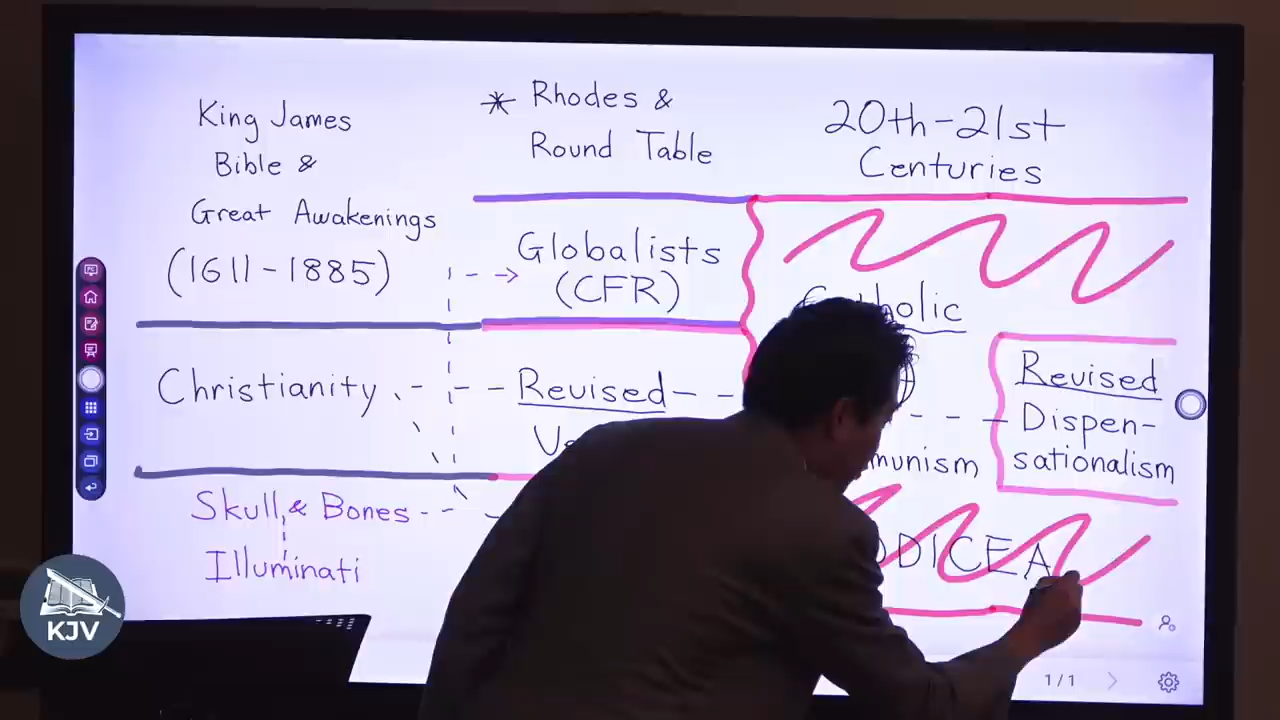 King James
Bible &
Great Awakenings
(1611-1885)
* Rhodes &
Round Table
20th-21st
Centuries
Globalists
(CFR)
Christianity
Revised
Revised
Dispen-
sationalism
Skull & Bones
Illuminati
KJV
1/1